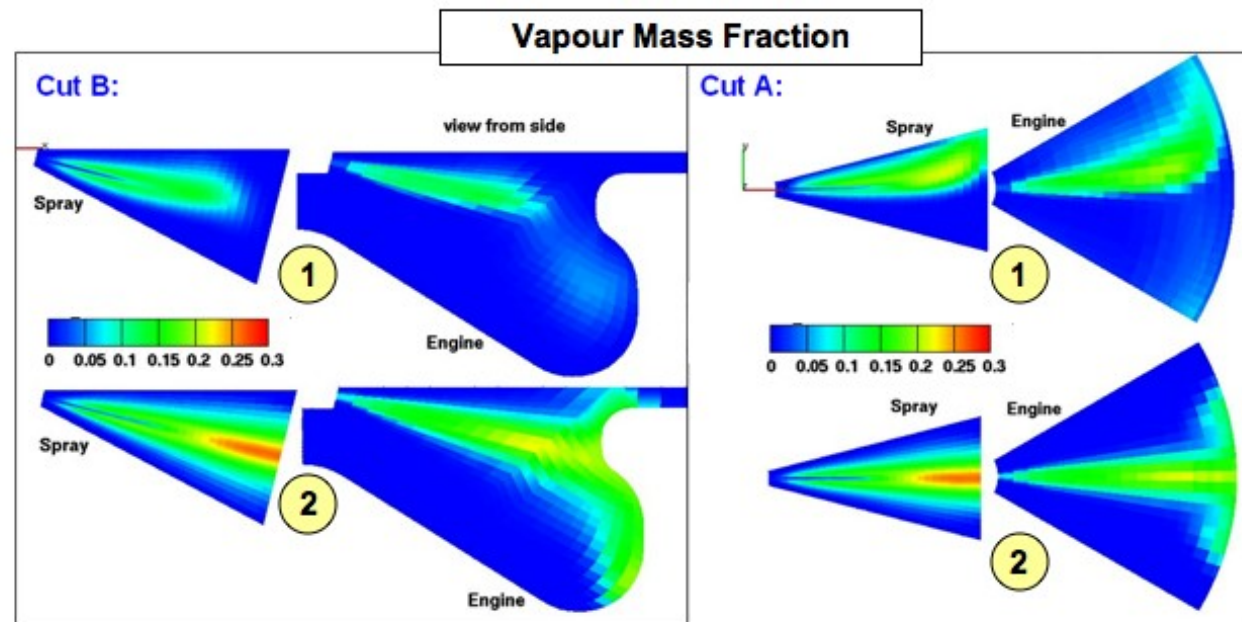 Vapour Mass Fraction
Cut B:
view from side
x
Spray
1
Engine
0 0.05 0.1 0.15 0.2 0.25 0.3
Spray
2
Engine
Cut A:
Spray
Engine
y
z
1
0 0.05 0.1 0.15 0.2 0.25 0.3
Spray
Engine
2